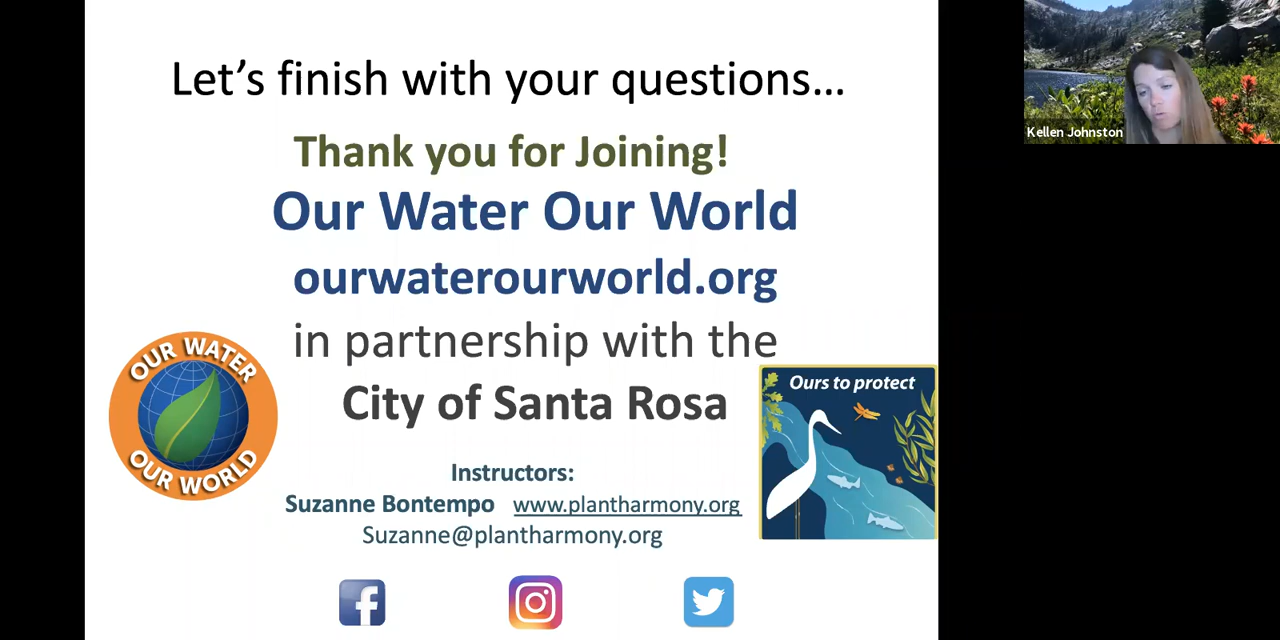 Let's finish with your questions…
Thank you for Joining!
Our Water Our World
ourwaterourworld.org
in partnership with the
City of Santa Rosa
Instructors:
Suzanne Bontempo www.plantharmony.org
Suzanne@plantharmony.org
OUR WATER
OUR WORLD
Ours to protect
Kellen Johnston